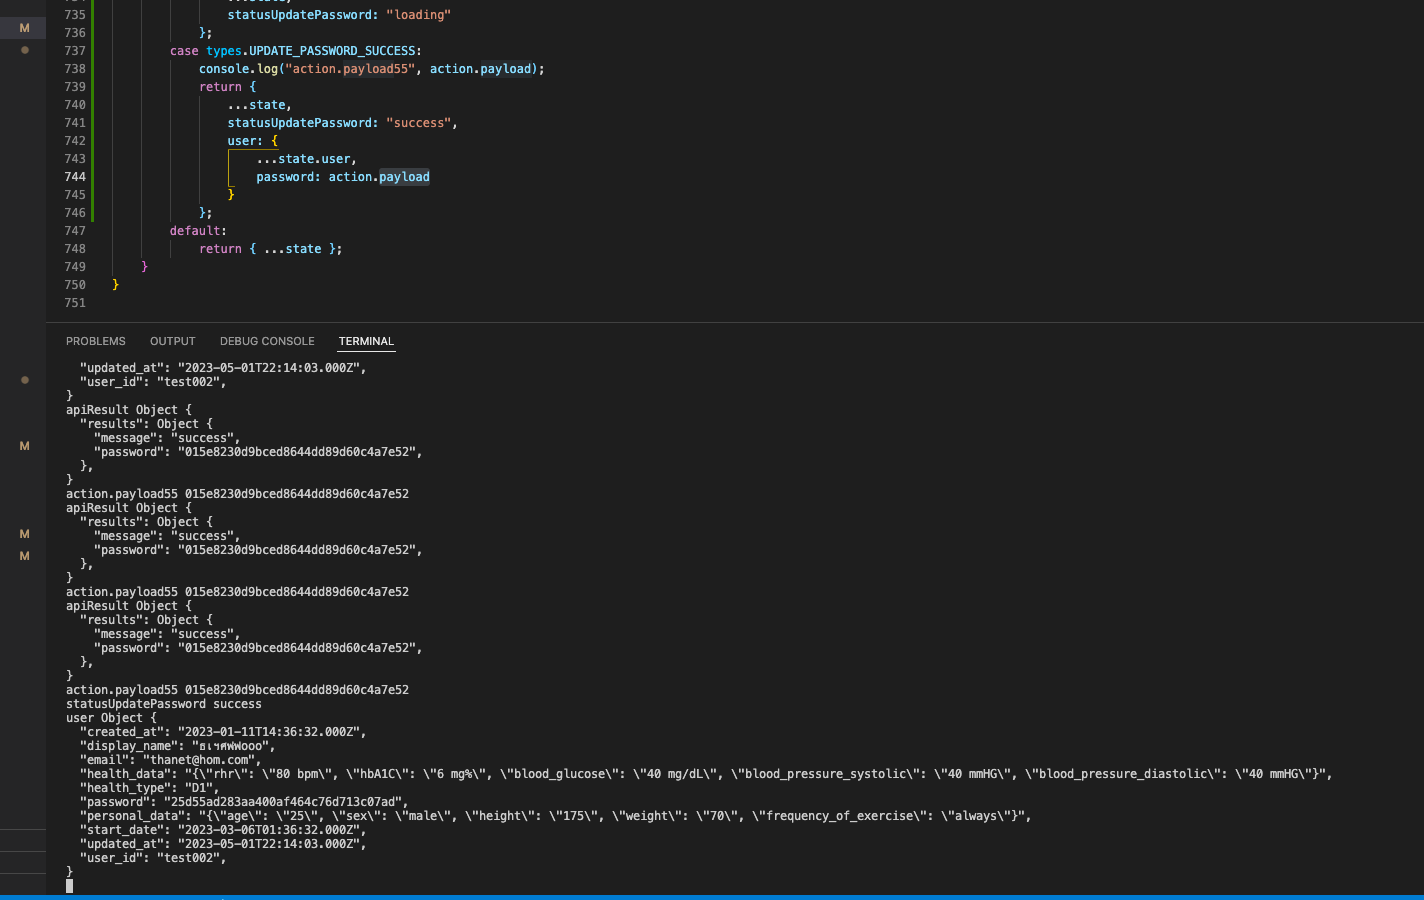 735 statusUpdatePassword: "loading"
M
736 };
737 case types.UPDATE_PASSWORD_SUCCESS:
738 console.log("action.payload55", action.payload);
739 return {
740 ...state,
741 statusUpdatePassword: "success",
742 user: {
743 ...state.user,
744 password: action.payload
745 }
746 };
747 default:
748 return { ...state };
749 }
750 }
751
PROBLEMS OUTPUT DEBUG CONSOLE TERMINAL
"updated_at": "2023-05-01T22:14:03.000Z",
"user_id": "test002",
}
apiResult Object {
"results": Object {
"message": "success",
M
"password": "015e8230d9bced8644dd89d60c4a7e52",
},
}
action.payload55 015e8230d9bced8644dd89d60c4a7e52
apiResult Object {
"results": Object {
M
"message": "success",
"password": "015e8230d9bced8644dd89d60c4a7e52",
M
},
}
action.payload55 015e8230d9bced8644dd89d60c4a7e52
apiResult Object {
"results": Object {
"message": "success",
"password": "015e8230d9bced8644dd89d60c4a7e52",
},
}
action.payload55 015e8230d9bced8644dd89d60c4a7e52
statusUpdatePassword success
user Object {
"created_at": "2023-01-11T14:36:32.000Z",
"display_name":
"email": "thanet@hom.com",
"health_data": "{\"rhr\": \"80 bpm\", \"hbA1C\": \"6 mg%\", \"blood_glucose\": \"40 mg/dL\", \"blood_pressure_systolic\": \"40 mmHG\", \"blood_pressure_diastolic\": \"40 mmHG\"}",
"health_type": "D1",
"password": "25d55ad283aa400af464c76d713c07ad",
"personal_data": "{\"age\": \"25\", \"sex\": \"male\", \"height\": \"175\", \"weight\": \"70\", \"frequency_of_exercise\": \"always\"}",
"start_date": "2023-03-06T01:36:32.000Z",
"updated_at": "2023-05-01T22:14:03.000Z",
"user_id": "test002",
}